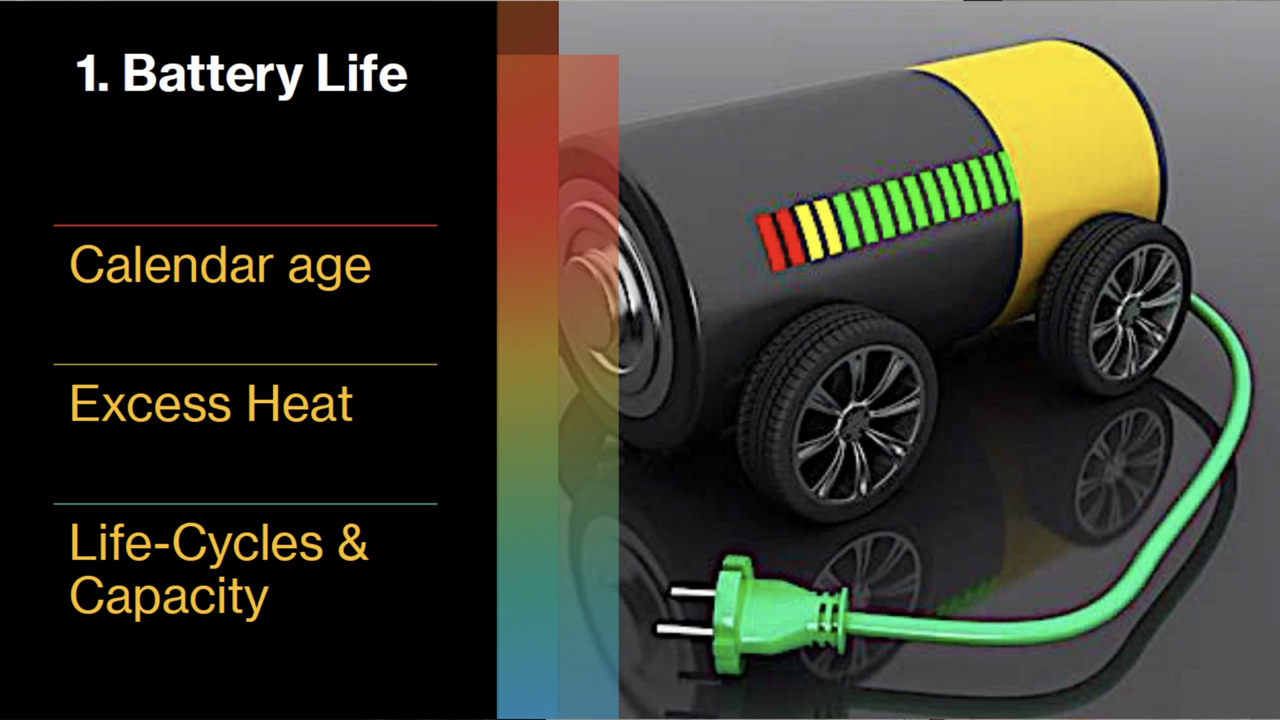 1. Battery Life
Calendar age
Excess Heat
Life-Cycles &
Capacity